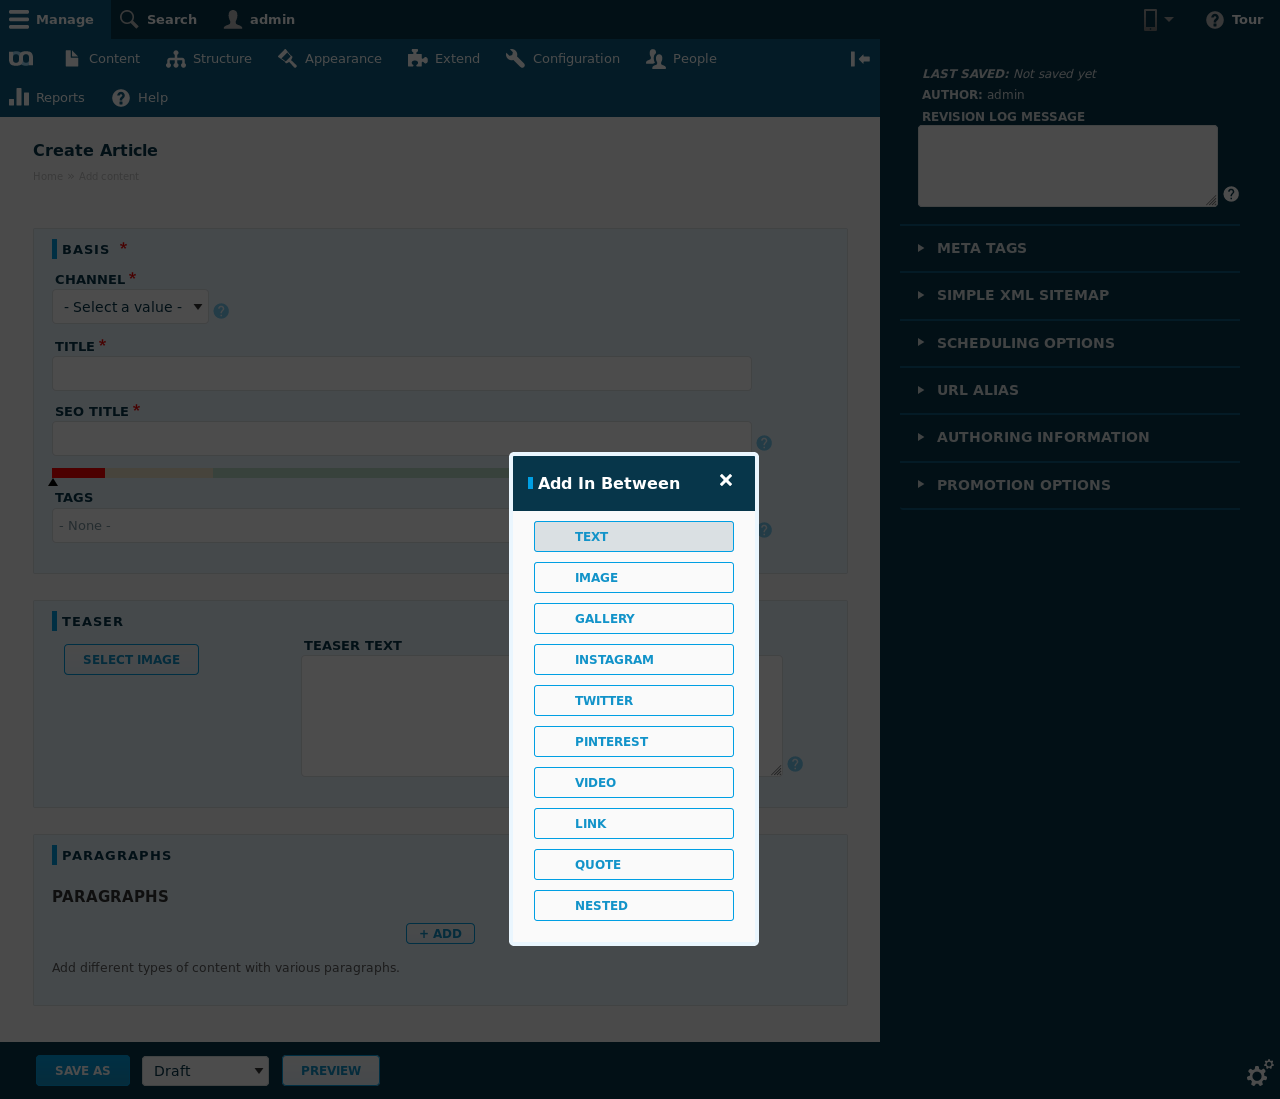 Manage Search admin Tour
Content Structure Appearance Extend Configuration People
Reports Help
LAST SAVED: Not saved yet
AUTHOR: admin
REVISION LOG MESSAGE
META TAGS
SIMPLE XML SITEMAP
SCHEDULING OPTIONS
URL ALIAS
AUTHORING INFORMATION
PROMOTION OPTIONS
Create Article
Home » Add content
BASIS *
CHANNEL *
- Select a value -
?
TITLE *
SEO TITLE *
?
TAGS
- None -
?
TEASER
SELECT IMAGE
TEASER TEXT
?
PARAGRAPHS
PARAGRAPHS
+ ADD
Add different types of content with various paragraphs.
Add In Between ×
TEXT
IMAGE
GALLERY
INSTAGRAM
TWITTER
PINTEREST
VIDEO
LINK
QUOTE
NESTED
SAVE AS Draft PREVIEW